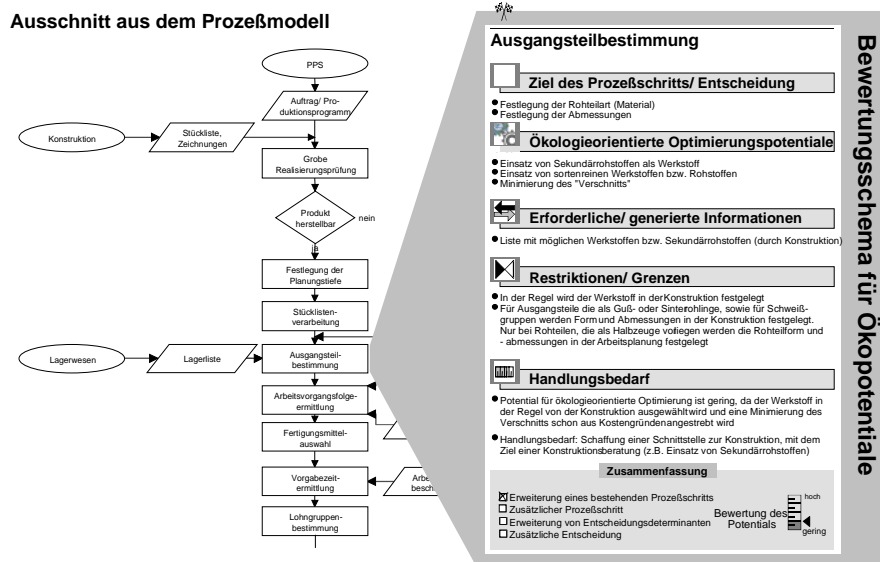 Ausschnitt aus dem Prozeßmodell
PPS
Auftrag/ Pro-
duktionsprogramm
Konstruktion
Stückliste,
Zeichnungen
Grobe
Realisierungsprüfung
Produkt
herstellbar
nein
ja
Festlegung der
Planungstiefe
Stücklisten-
verarbeitung
Lagerwesen
Lagerliste
Ausgangsteil-
bestimmung
Arbeitsvorgangsfolge-
ermittlung
Fertigungsmittel-
auswahl
Vorgabezeit-
ermittlung
Lohngruppen-
bestimmung
Ausgangsteilbestimmung
Ziel des Prozeßschritts/ Entscheidung
Festlegung der Rohteilart (Material)
Festlegung der Abmessungen
Ökologieorientierte Optimierungspotentiale
Einsatz von Sekundärrohstoffen als Werkstoff
Einsatz von sortenreinen Werkstoffen bzw. Rohstoffen
Minimierung des "Verschnitts"
Erforderliche/ generierte Informationen
Liste mit möglichen Werkstoffen bzw. Sekundärrohstoffen (durch Konstruktion)
Restriktionen/ Grenzen
In der Regel wird der Werkstoff in derKonstruktion festgelegt
Für Ausgangsteile die als Guß- oder Sinterrohlinge, sowie für Schweiß-
gruppen werden Form und Abmessungen in der Konstruktion festgelegt.
Nur bei Rohteilen, die als Halbzeuge vorliegen werden die Rohteilform und
- abmessungen in der Arbeitsplanung festgelegt
Handlungsbedarf
Potential für ökologieorientierte Optimierung ist gering, da der Werkstoff in
der Regel von der Konstruktion ausgewähltwird und eine Minimierung des
Verschnitts schon aus Kostengründen angestrebt wird
Handlungsbedarf: Schaffung einer Schnittstelle zur Konstruktion, mit dem
Ziel einer Konstruktionsberatung (z.B. Einsatz von Sekundärrohstoffen)
Zusammenfassung
Erweiterung eines bestehenden Prozeßschritts
Zusätzlicher Prozeßschritt
Erweiterung von Entscheidungsdeterminanten
Zusätzliche Entscheidung
Bewertung des
Potentials
hoch
gering
Bewertungsschema für Ökopotentiale